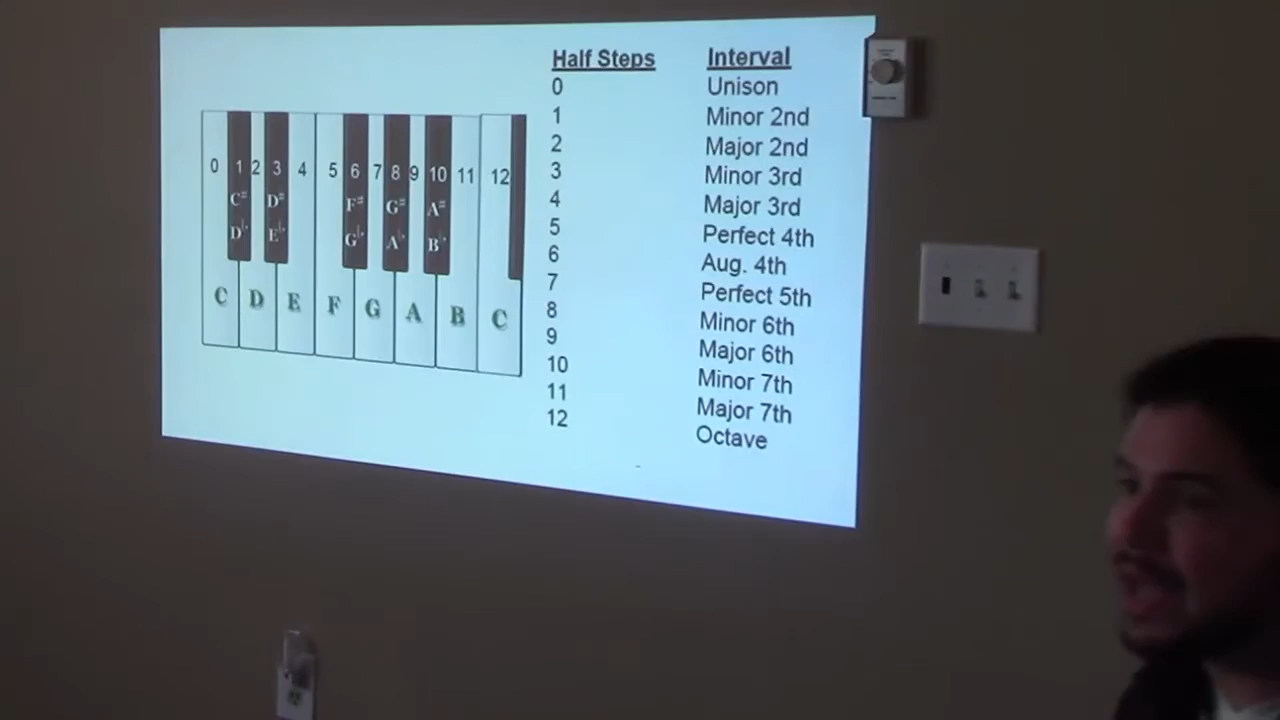 Half Steps Interval
0 Unison
1 Minor 2nd
2 Major 2nd
3 Minor 3rd
4 Major 3rd
5 Perfect 4th
6 Aug. 4th
7 Perfect 5th
8 Minor 6th
9 Major 6th
10 Minor 7th
11 Major 7th
12 Octave
0 1 2 3 4 5 6 7 8 9 10 11 12
C# D# F# G# A#
D♭ E♭ G♭ A♭ B♭
C D E F G A B C